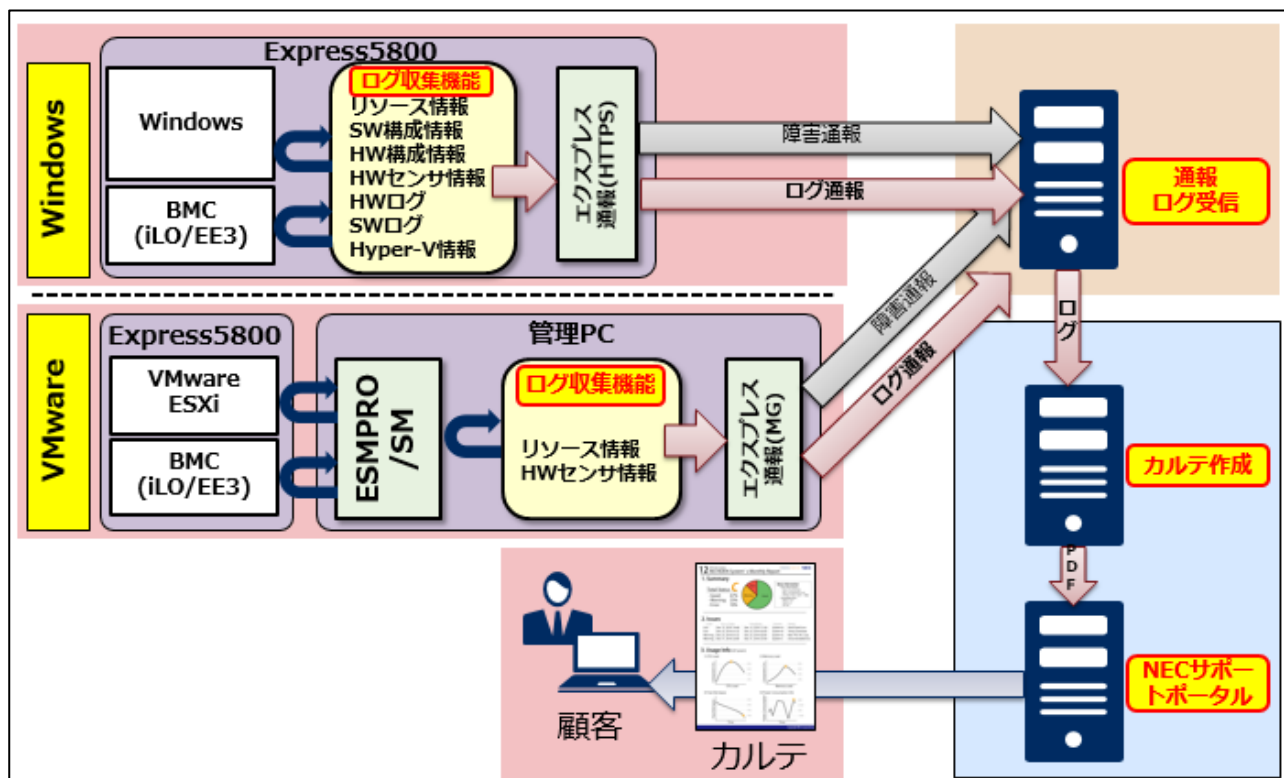 Windows
Express5800
Windows
BMC
(iLO/EE3)
ログ収集機能
リソース情報
SW構成情報
HW構成情報
HWセンサ情報
HWログ
SWログ
Hyper-V情報
エクスプレス
通報(HTTPS)
障害通報
ログ通報
通報
ログ受信
VMware
Express5800
VMware
ESXi
BMC
(iLO/EE3)
管理PC
ESMPRO
/SM
ログ収集機能
リソース情報
HWセンサ情報
エクスプレス
通報(MG)
障害通報
ログ通報
ログ
カルテ作成
PDF
NECサポー
トポータル
顧客
カルテ
12
1. Summary
2. Issues